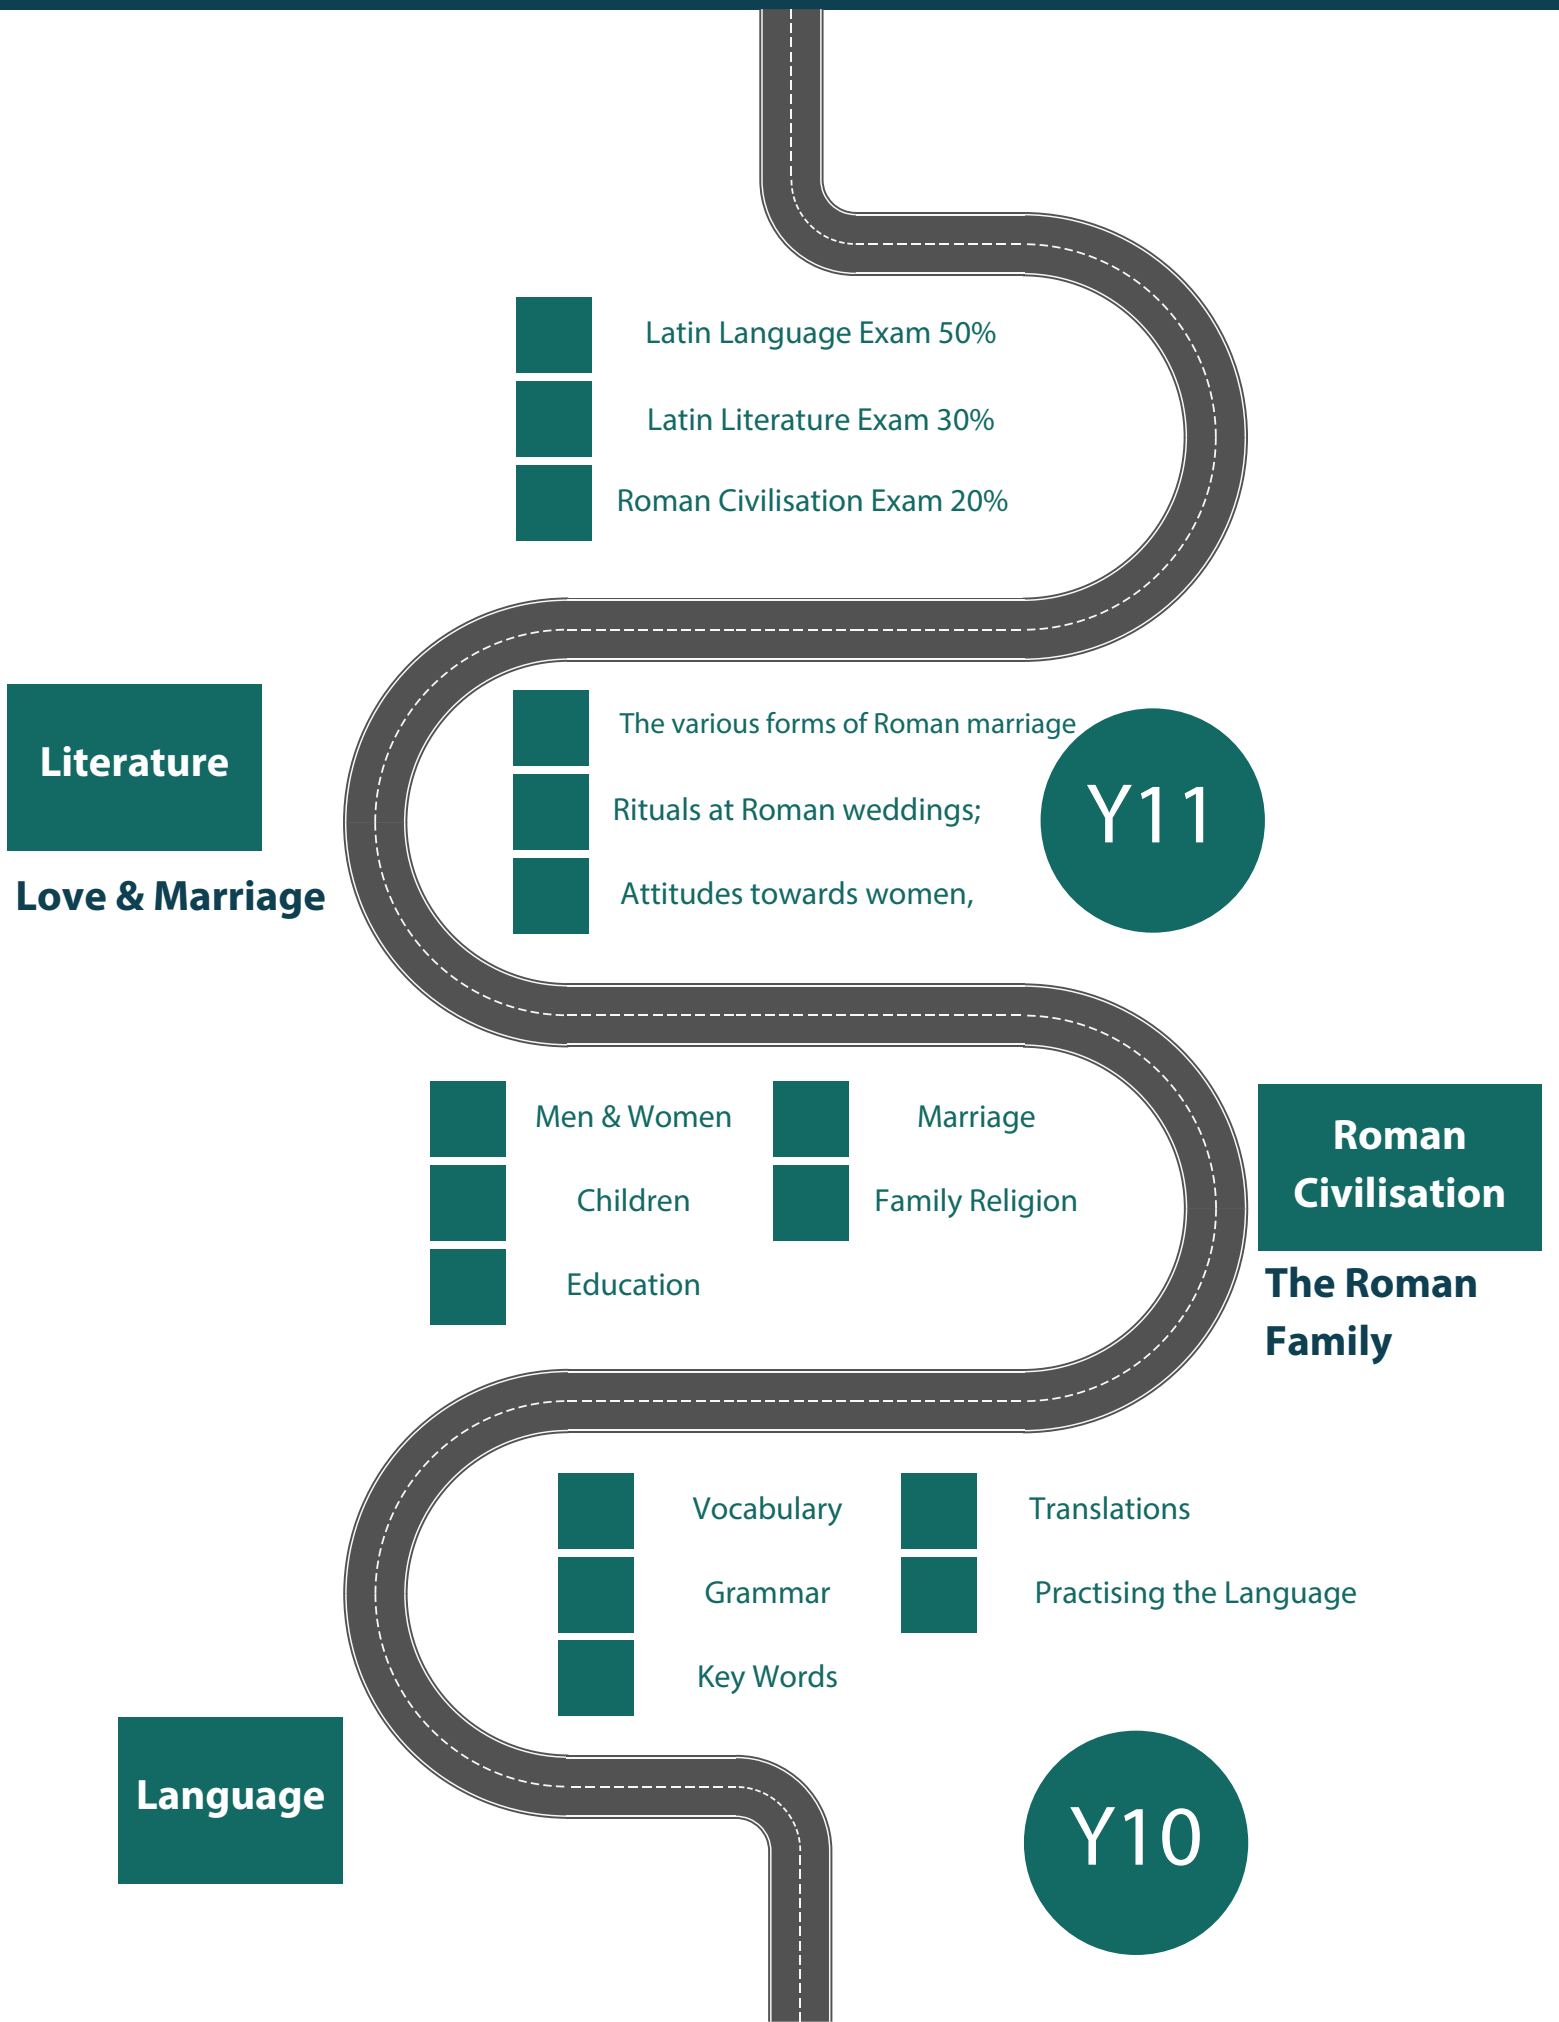 Latin Language Exam 50%
Latin Literature Exam 30%
Roman Civilisation Exam 20%
Literature
Love & Marriage
The various forms of Roman marriage
Rituals at Roman weddings;
Attitudes towards women,
Y11
Men & Women
Children
Education
Marriage
Family Religion
Roman
Civilisation
The Roman
Family
Vocabulary
Grammar
Key Words
Translations
Practising the Language
Language
Y10